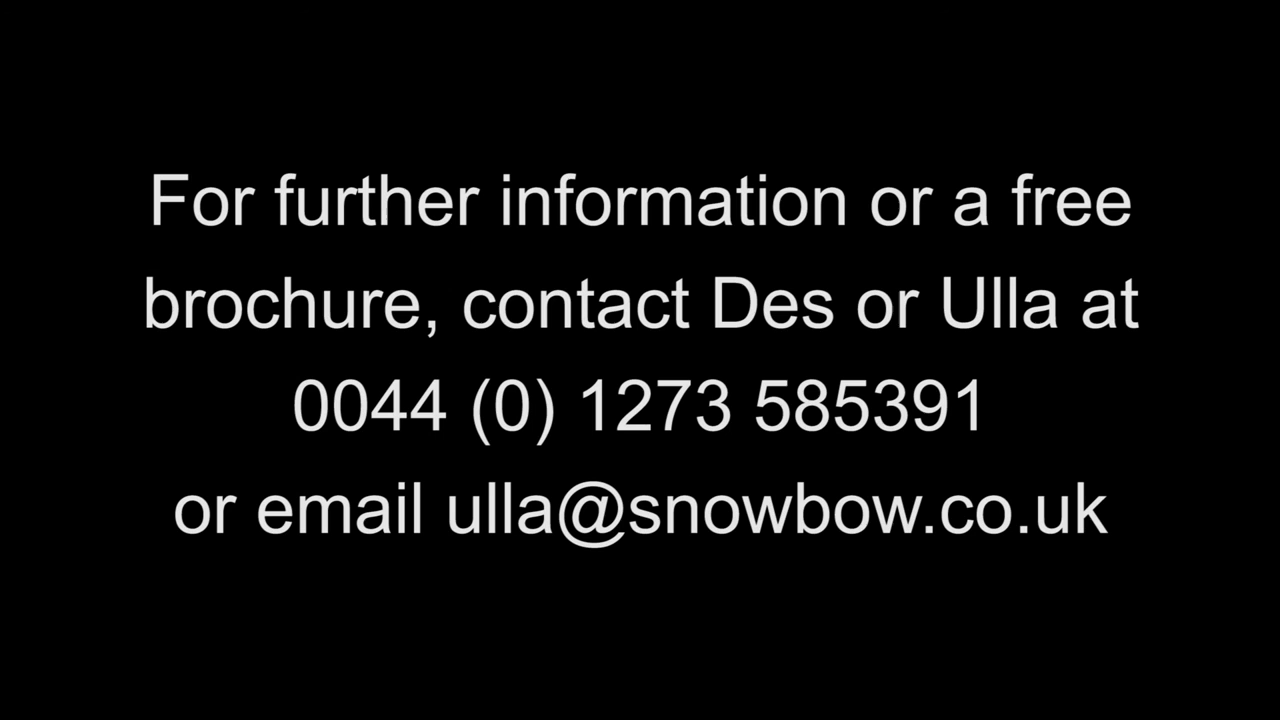 For further information or a free
brochure, contact Des or Ulla at
0044 (0) 1273 585391
or email ulla@snowbow.co.uk